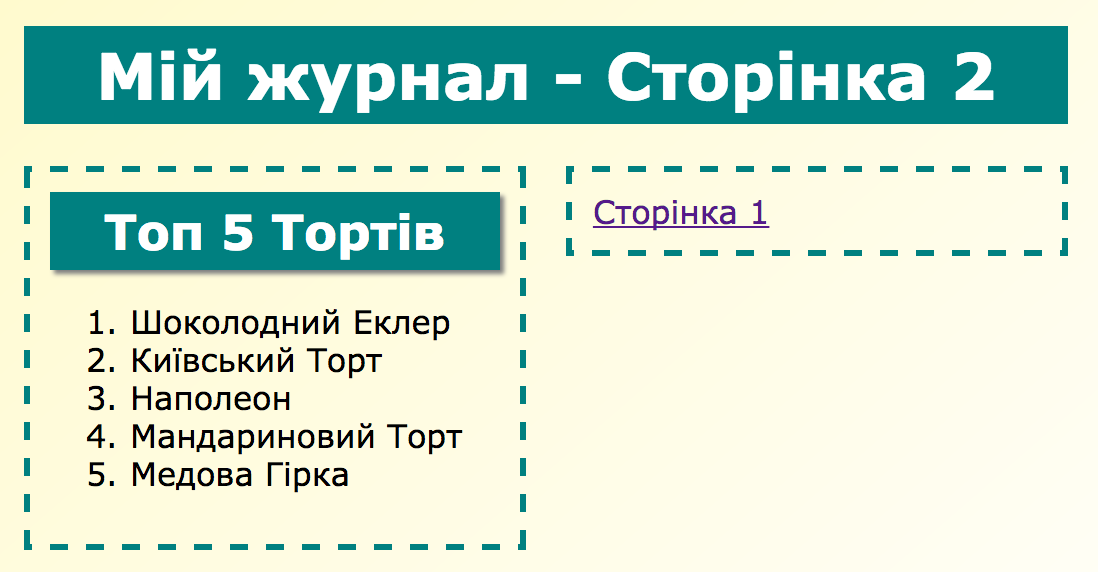 Мій журнал - Сторінка 2
Топ 5 Тортів
1. Шоколодний Еклер
2. Київський Торт
3. Наполеон
4. Мандариновий Торт
5. Медова Гірка
Сторінка 1